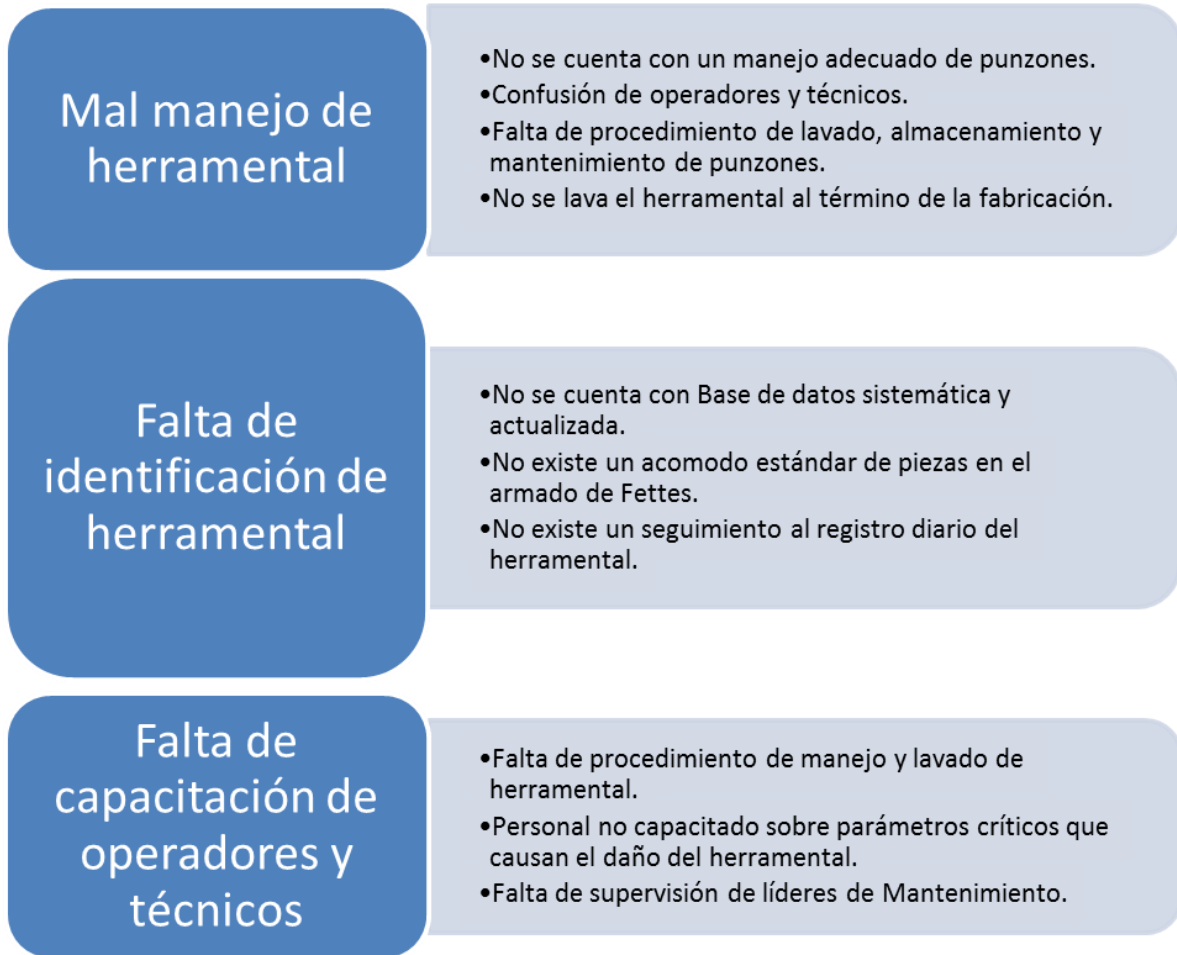 Mal manejo de
herramental
•No se cuenta con un manejo adecuado de punzones.
•Confusión de operadores y técnicos.
•Falta de procedimiento de lavado, almacenamiento y
mantenimiento de punzones.
•No se lava el herramental al término de la fabricación.
Falta de
identificación de
herramental
•No se cuenta con Base de datos sistemática y
actualizada.
•No existe un acomodo estándar de piezas en el
armado de Fettes.
•No existe un seguimiento al registro diario del
herramental.
Falta de
capacitación de
operadores y
técnicos
•Falta de procedimiento de manejo y lavado de
herramental.
•Personal no capacitado sobre parámetros críticos que
causan el daño del herramental.
•Falta de supervisión de líderes de Mantenimiento.